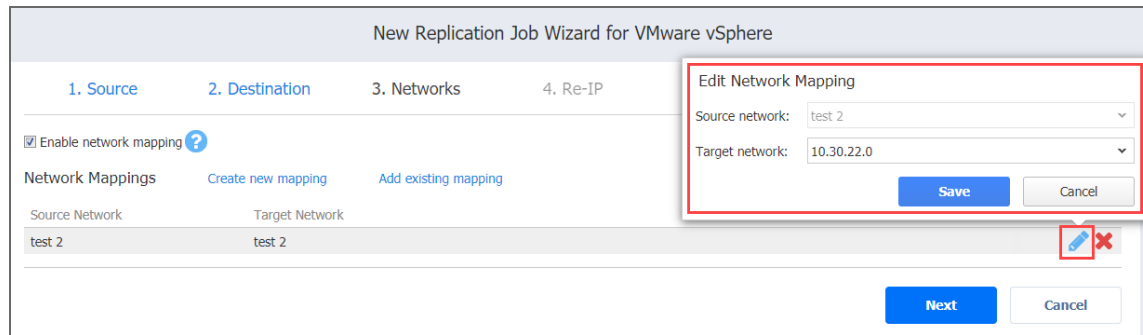 New Replication Job Wizard for VMware vSphere
1. Source 2. Destination 3. Networks 4. Re-IP
Edit Network Mapping
Source network: test 2
Target network: 10.30.22.0
Save Cancel
Enable network mapping ?
Network Mappings Create new mapping Add existing mapping
Source Network Target Network
test 2 test 2
Next Cancel